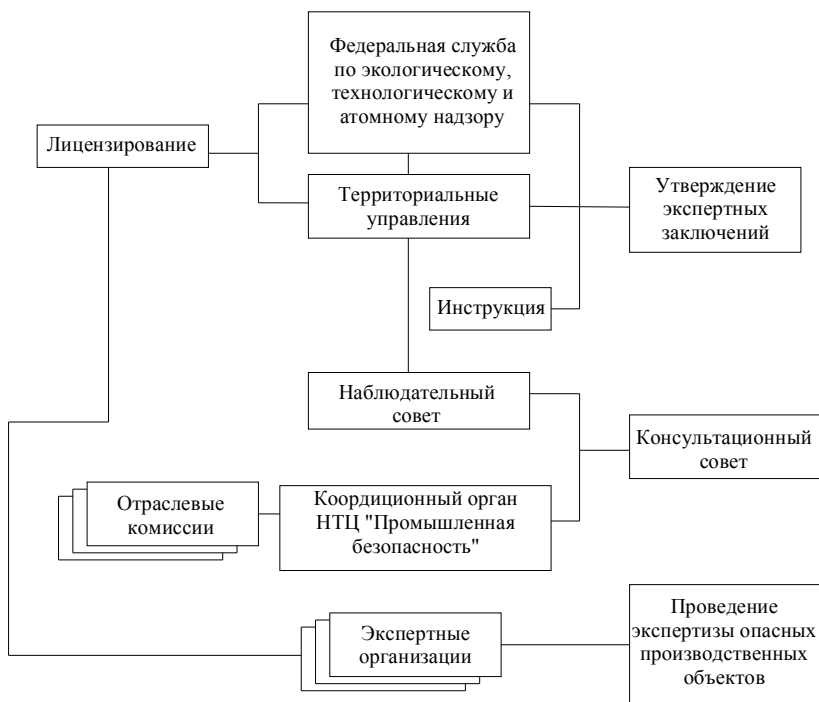 Федеральная служба
по экологическому,
технологическому и
атомному надзору
Лицензирование
Территориальные
управления
Утверждение
экспертных
заключений
Инструкция
Наблюдательный
совет
Консультационный
совет
Отраслевые
комиссии
Координционный орган
НТЦ "Промышленная
безопасность"
Экспертные
организации
Проведение
экспертизы опасных
производственных
объектов